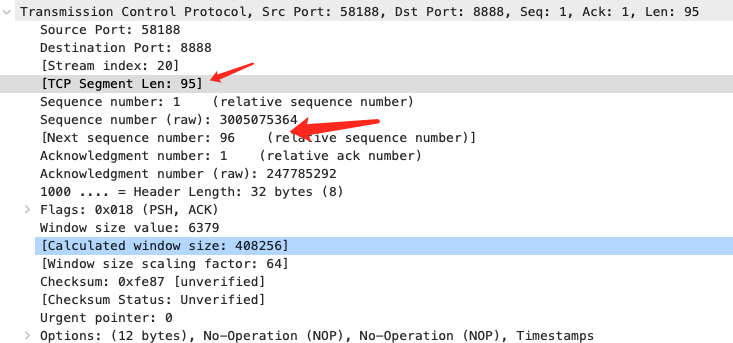 Transmission Control Protocol, Src Port: 58188, Dst Port: 8888, Seq: 1, Ack: 1, Len: 95
Source Port: 58188
Destination Port: 8888
[Stream index: 20]
[TCP Segment Len: 95]
Sequence number: 1    (relative sequence number)
Sequence number (raw): 3005075364
[Next sequence number: 96    (relative sequence number)]
Acknowledgment number: 1    (relative ack number)
Acknowledgment number (raw): 247785292
1000 .... = Header Length: 32 bytes (8)
Flags: 0x018 (PSH, ACK)
Window size value: 6379
[Calculated window size: 408256]
[Window size scaling factor: 64]
Checksum: 0xfe87 [unverified]
[Checksum Status: Unverified]
Urgent pointer: 0
Options: (12 bytes), No-Operation (NOP), No-Operation (NOP), Timestamps